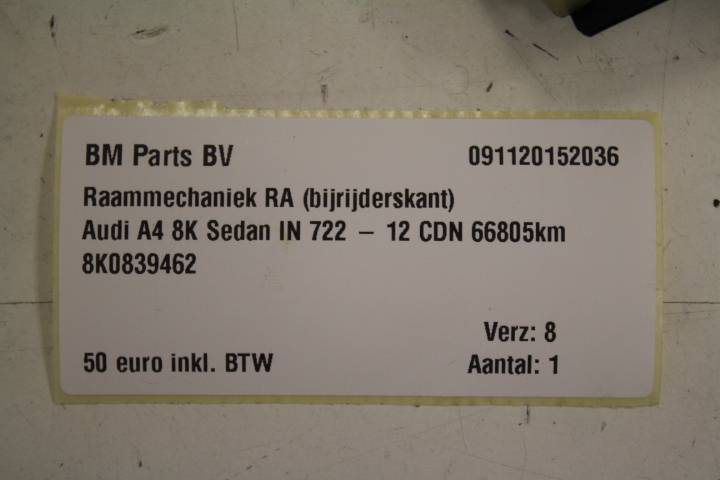 BM Parts BV 091120152036
Raammechaniek RA (bijrijderskant)
Audi A4 8K Sedan IN 722 – 12 CDN 66805km
8K0839462
Verz: 8
50 euro inkl. BTW Aantal: 1